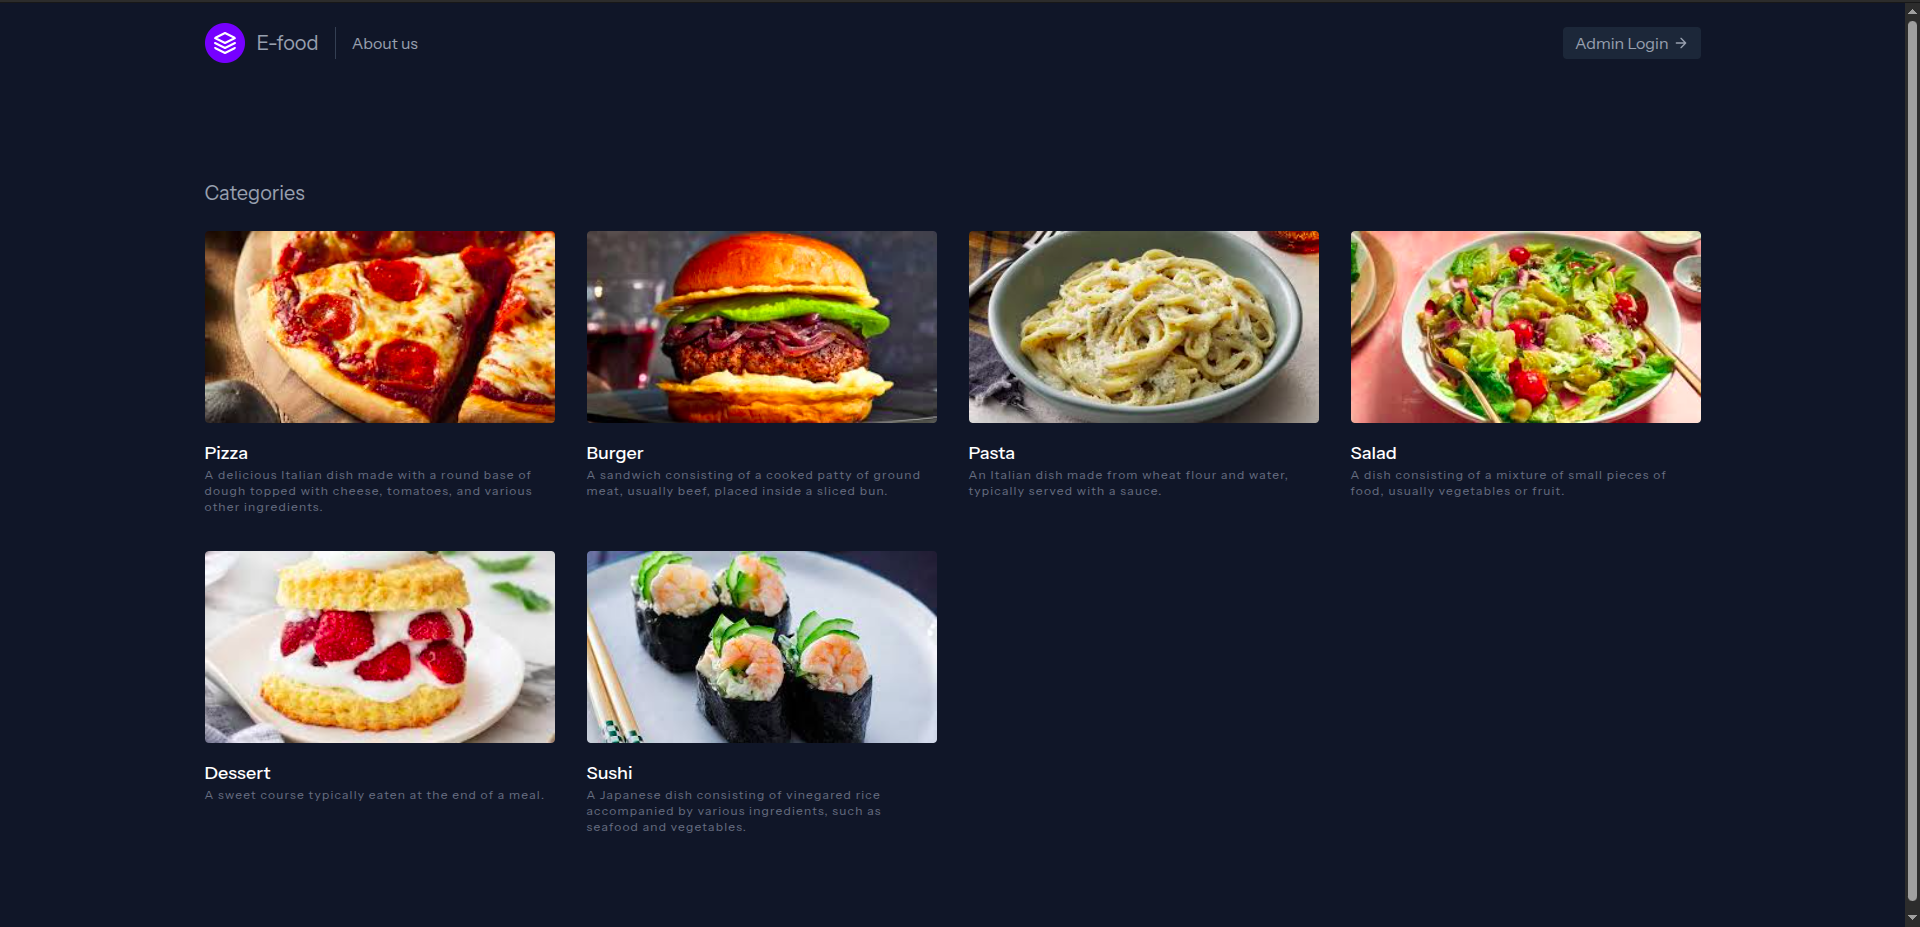 E-food
About us
Admin Login →
Categories
Pizza
A delicious Italian dish made with a round base of
dough topped with cheese, tomatoes, and various
other ingredients.
Burger
A sandwich consisting of a cooked patty of ground
meat, usually beef, placed inside a sliced bun.
Pasta
An Italian dish made from wheat flour and water,
typically served with a sauce.
Salad
A dish consisting of a mixture of small pieces of
food, usually vegetables or fruit.
Dessert
A sweet course typically eaten at the end of a meal.
Sushi
A Japanese dish consisting of vinegared rice
accompanied by various ingredients, such as
seafood and vegetables.